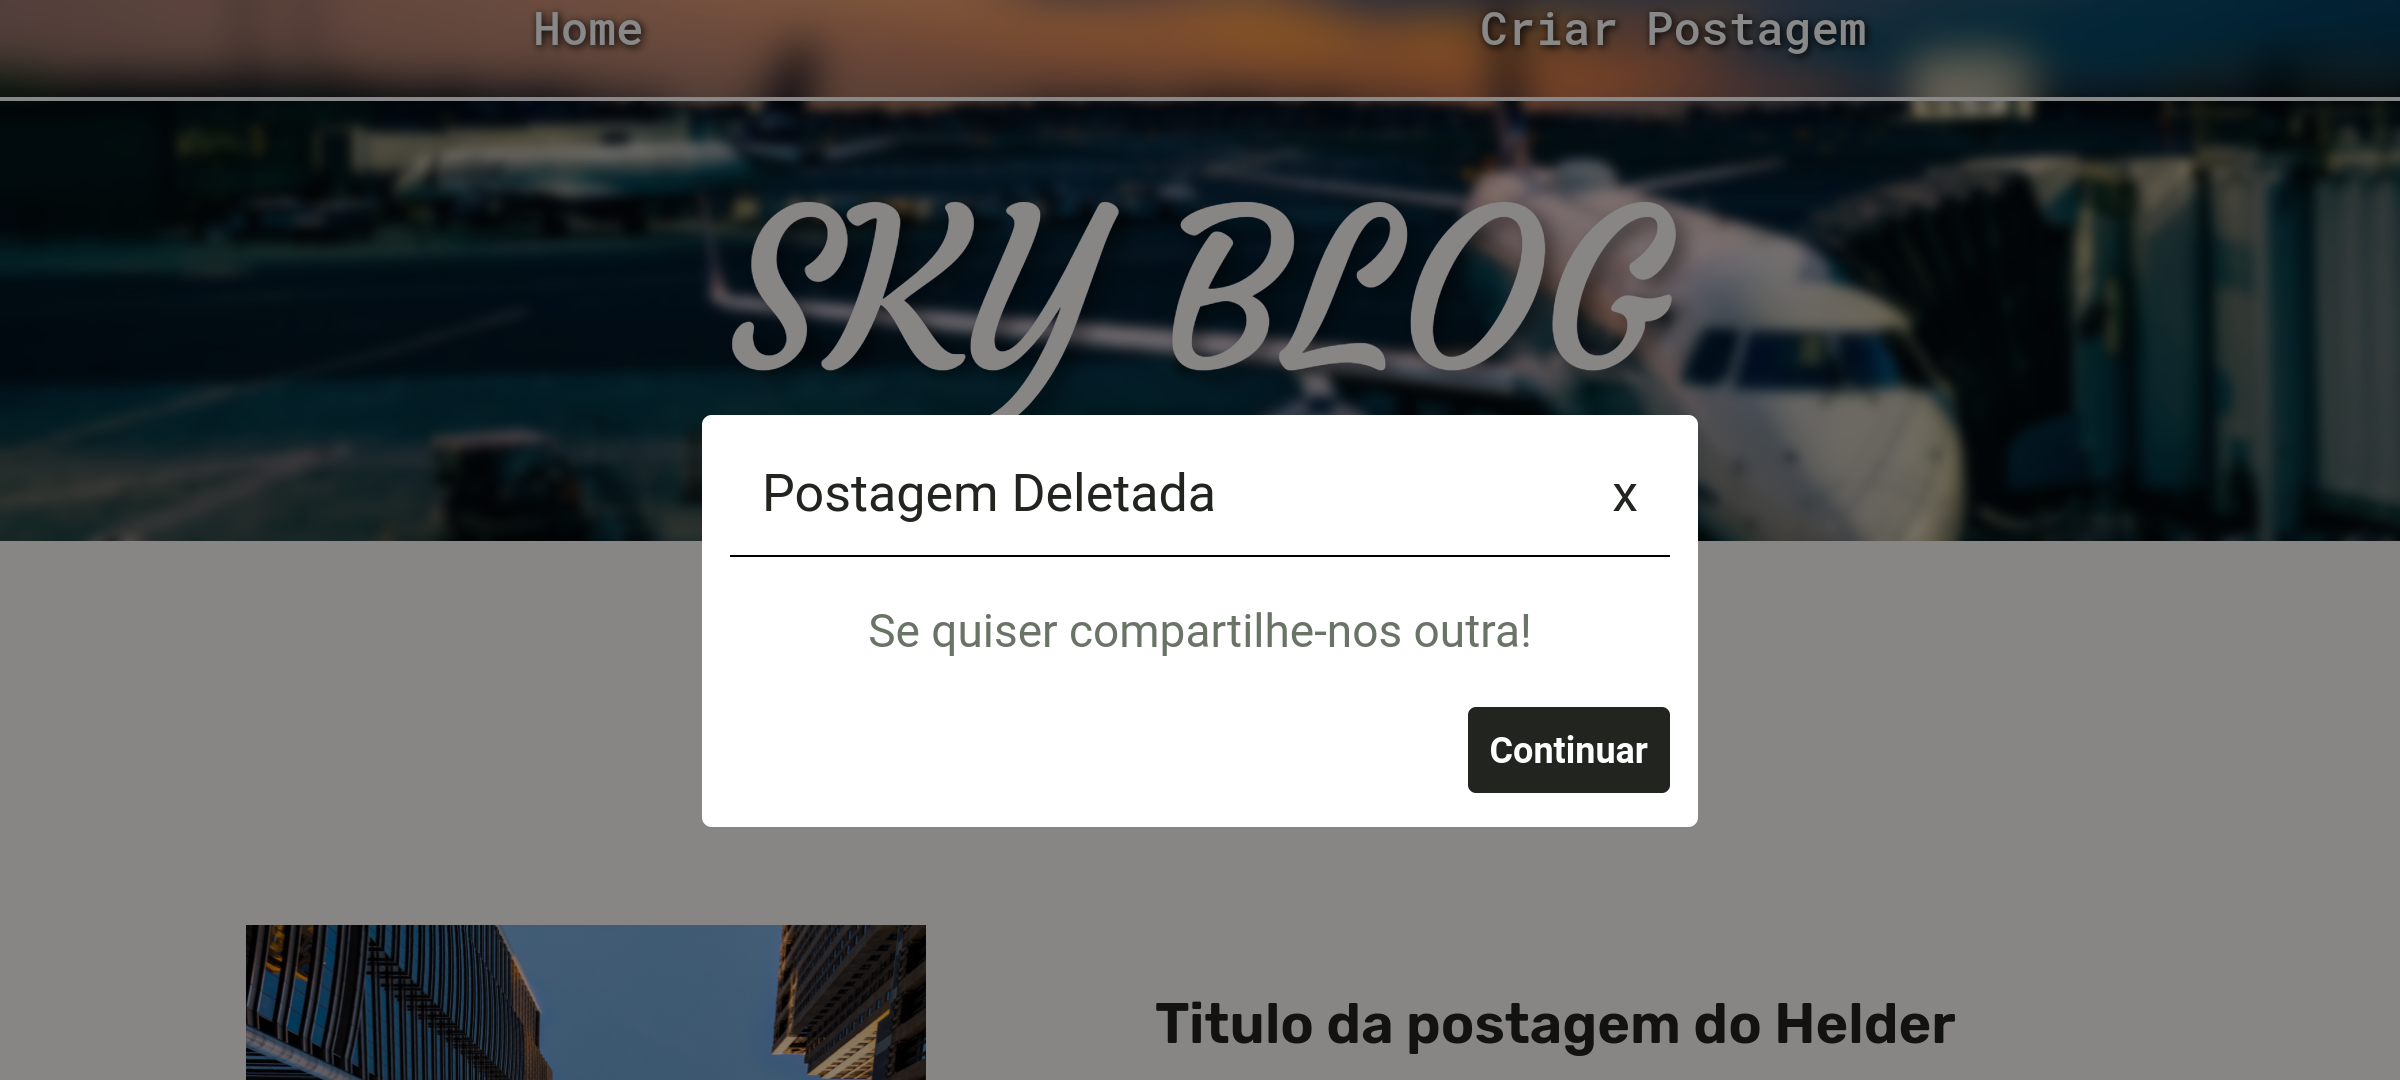 Home
Criar Postagem
SKY BLOG
Postagem Deletada
x
Se quiser compartilhe-nos outra!
Continuar
Titulo da postagem do Helder